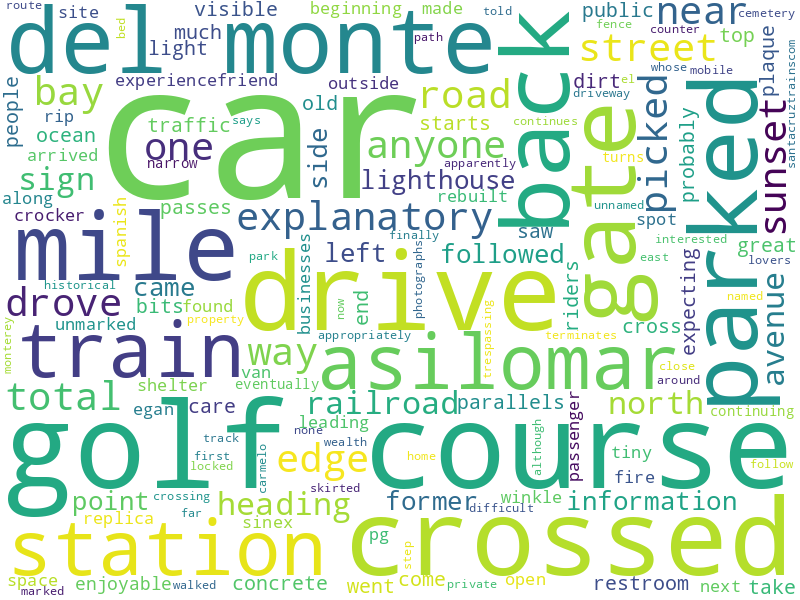 route
site
visible
beginning
made
told
public
near
cemetery
del monte
much
light
bed
path
back
fence
counter
top
street
whose
mobile
plaque
people
bay
experiencefriend
outside
road
dirt
driveway
el
car
rip
ocean
traffic
says
old
starts
continues
gate
picked
parked
probably
sunset
santacruztrainscom
arrived
one
narrow
side
anyone
apparently
turns
sign
lighthouse
rebuilt
unnamed
along
crocker
spanish
passes
explanatory
saw
spot
interested
great
mile
came
park
businesses
left
photographs
followed
finally
riders
east
lovers
historical
drove
bits
found
drive
now
end
cross
expecting
named
avenue
monterey
unmarked
property
appropriately
trespassing
terminates
close
train
way
van
asilomar
around
shelter
eventually
total
egan
care
railroad
parallels
north
continuing
leading
golf
track
none
wealth
course
although
passenger
tiny
first
locked
carmelo
edge
home
fire
follow
crossing
far
skirted
point
heading
former
winkle
information
replica
difficult
station
sinex
pg
step
crossed
space
marked
enjoyable
walked
concrete
went
come
private
open
restroom
next
take